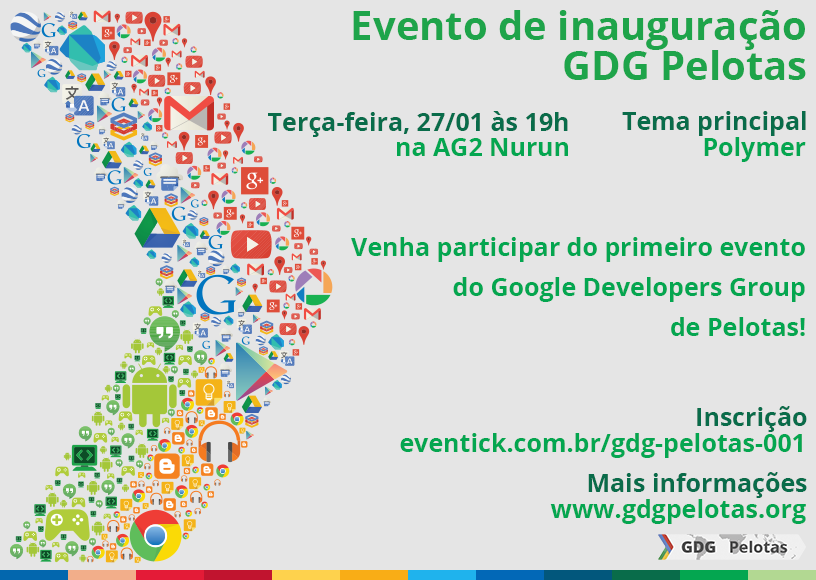 Evento de inauguração
GDG Pelotas
Terça-feira, 27/01 às 19h
na AG2 Nurun
Tema principal
Polymer
Venha participar do primeiro evento
do Google Developers Group
de Pelotas!
Inscrição
eventick.com.br/gdg-pelotas-001
Mais informações
www.gdgpelotas.org
GDG Pelotas